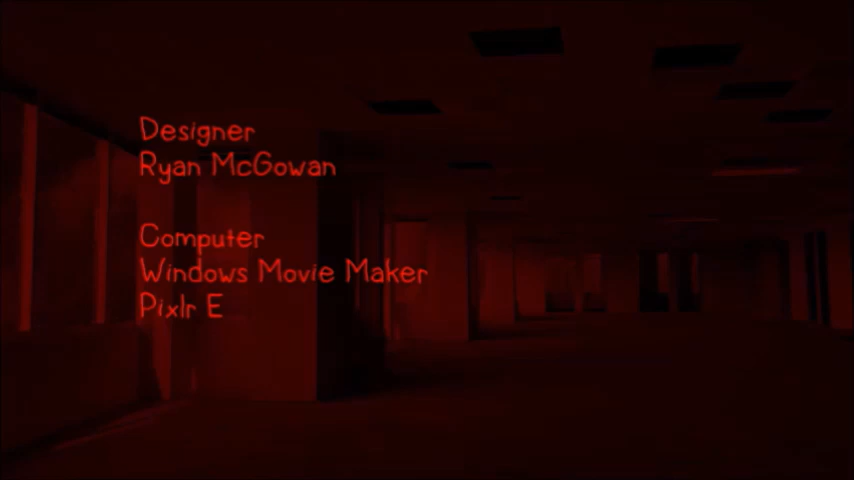 Designer
Ryan McGowan
Computer
Windows Movie Maker
Pixlr E